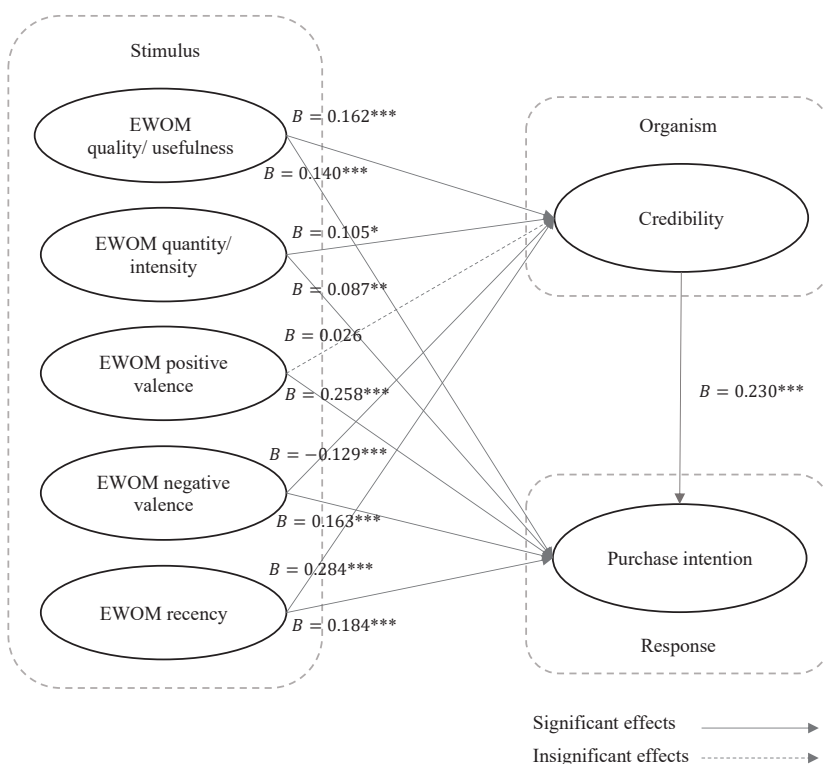 Stimulus
EWOM
quality/ usefulness
B = 0.162***
B = 0.140***
EWOM quantity/
intensity
B = 0.105*
B = 0.087**
EWOM positive
valence
B = 0.026
B = 0.258***
EWOM negative
valence
B = −0.129***
B = 0.163***
EWOM recency
B = 0.284***
B = 0.184***
Organism
Credibility
B = 0.230***
Purchase intention
Response
Significant effects
Insignificant effects